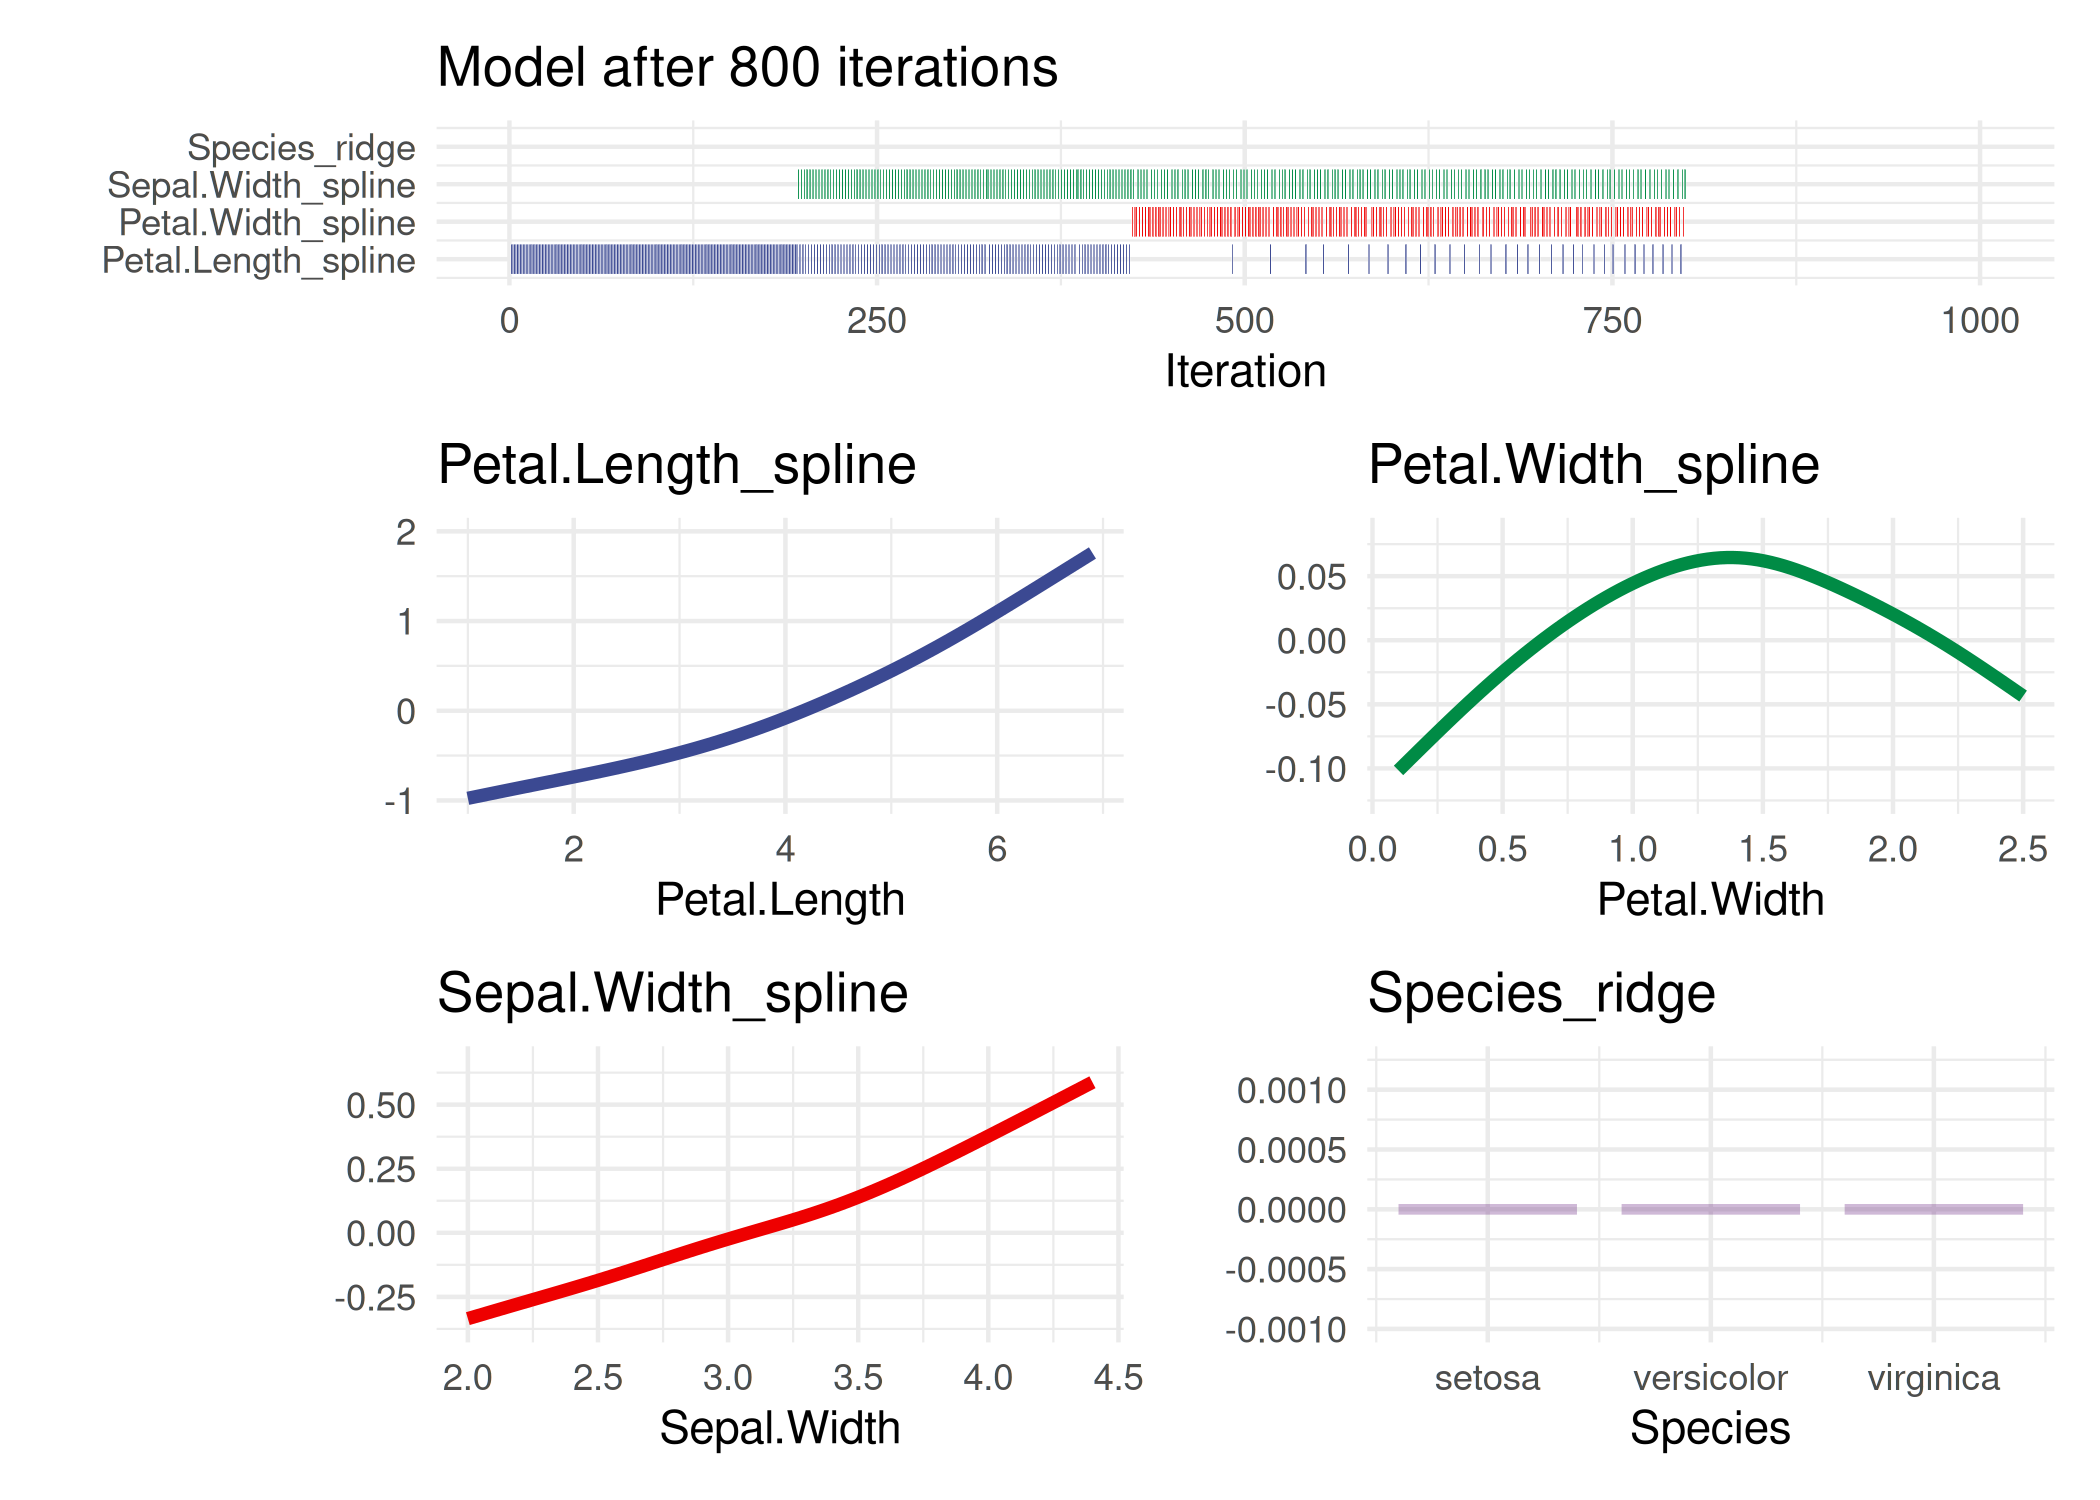 Model after 800 iterations
Species_ridge
Sepal.Width_spline
Petal.Width_spline
Petal.Length_spline
0 250 500 750 1000
Iteration
Petal.Length_spline
2
1
0
-1
2 4 6
Petal.Length
Petal.Width_spline
0.05
0.00
-0.05
-0.10
0.0 0.5 1.0 1.5 2.0 2.5
Petal.Width
Sepal.Width_spline
0.50
0.25
0.00
-0.25
2.0 2.5 3.0 3.5 4.0 4.5
Sepal.Width
Species_ridge
0.0010
0.0005
0.0000
-0.0005
-0.0010
setosa versicolor virginica
Species